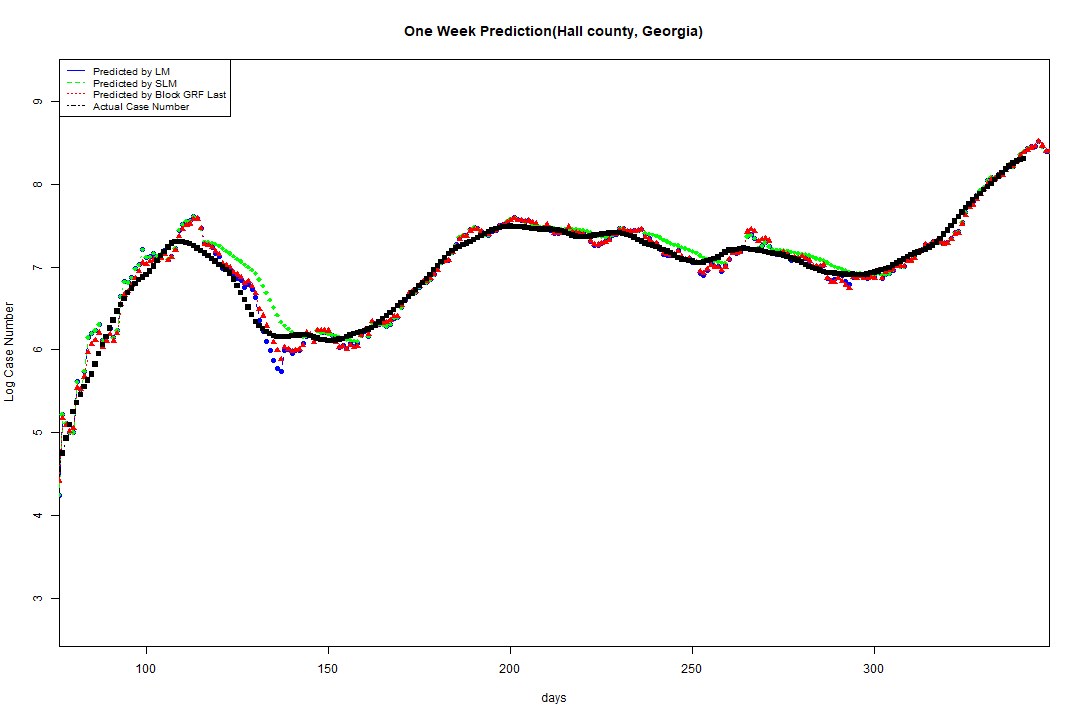 One Week Prediction(Hall county, Georgia)
Predicted by LM
Predicted by SLM
Predicted by Block GRF Last
Actual Case Number
9
8
7
6
5
4
3
Log Case Number
100 150 200 250 300
days